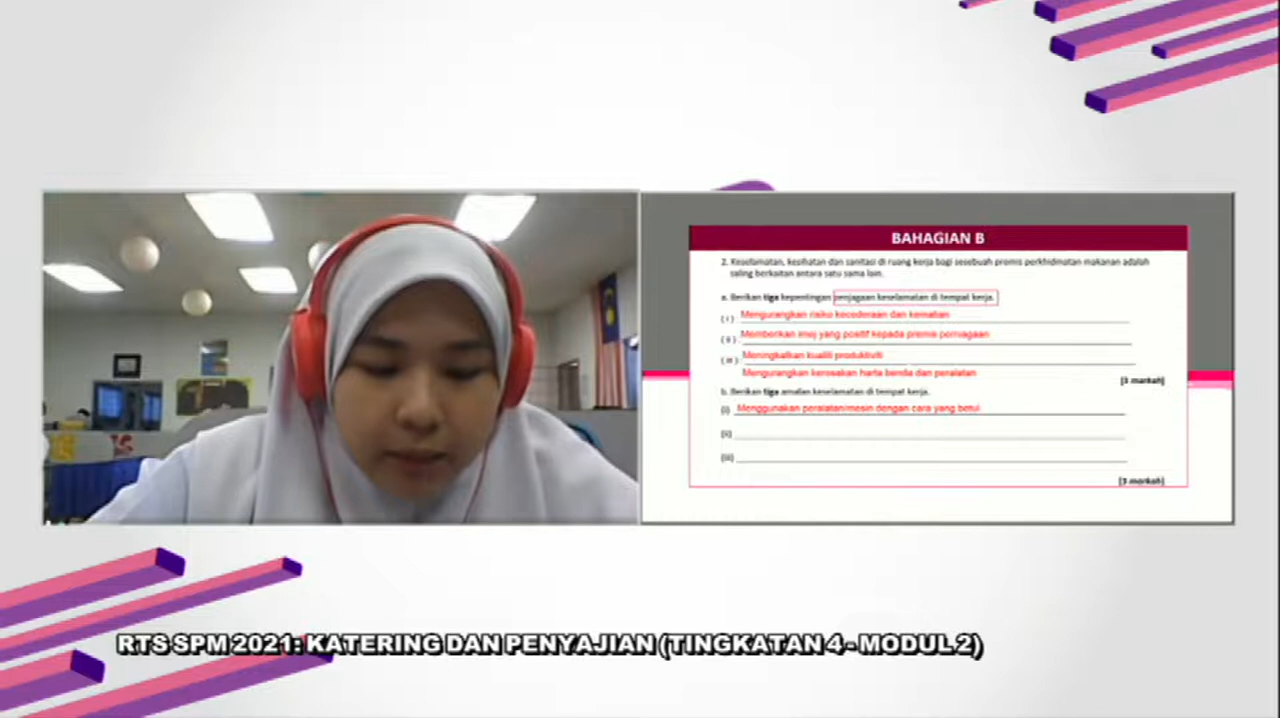 BAHAGIAN B
2. Keselamatan, kesihatan dan sanitasi di ruang kerja bagi sesebuah premis perkhidmatan makanan adalah
saling berkaitan antara satu sama lain.
a. Berikan tiga kepentingan penjagaan keselamatan di tempat kerja.
( i ) Mengurangkan risiko kecederaan dan kematian
( ii ) Memberikan imej yang positif kepada premis perniagaan
( iii ) Meningkatkan kualiti produktiviti
Mengurangkan kerosakan harta benda dan peralatan
[3 markah]
b. Berikan tiga amalan keselamatan di tempat kerja.
(i) Menggunakan peralatan/mesin dengan cara yang betul.
(ii)
(iii)
[3 markah]
RTS SPM 2021: KATERING DAN PENYAJIAN (TINGKATAN 4 - MODUL 2)